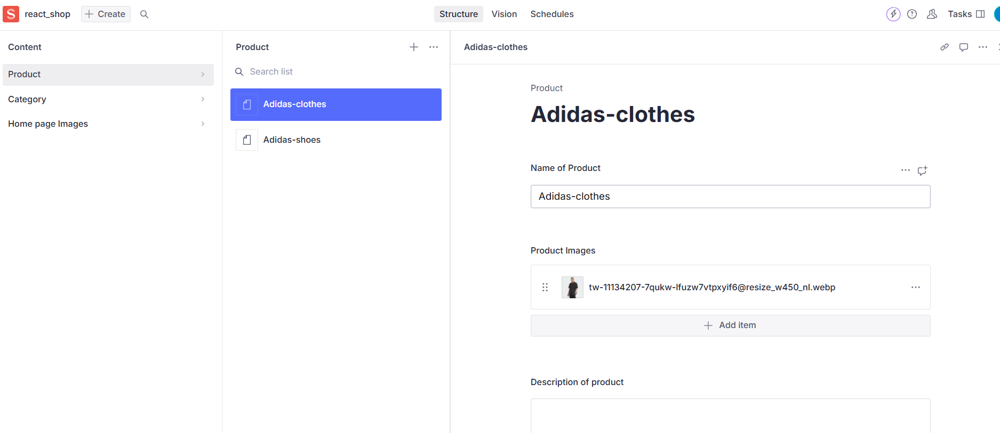 S react_shop Create Structure Vision Schedules Tasks
Content
Product
Category
Home page Images
Product
Search list
Adidas-clothes
Adidas-shoes
Adidas-clothes
Product
Adidas-clothes
Name of Product
Adidas-clothes
Product Images
tw-11134207-7qukw-lfuzw7vtpxyif6@resize_w450_nl.webp
Add item
Description of product